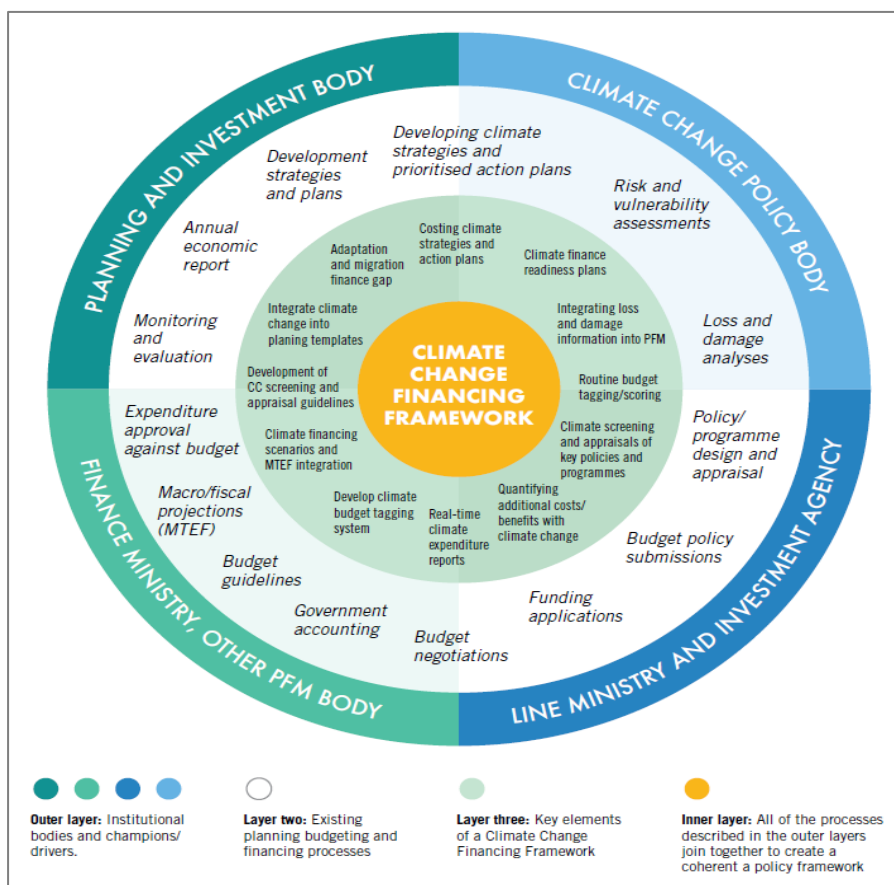 PLANNING AND INVESTMENT BODY
CLIMATE CHANGE POLICY BODY
Developing climate
strategies and
prioritised action plans
Development
strategies
and plans
Risk and
vulnerability
assessments
Annual
economic
report
Monitoring
and
evaluation
Loss and
damage
analyses
Costing climate
strategies and
action plans
Adaptation
and migration
finance gap
Climate finance
readiness plans
Integrate climate
change into
planing templates
Integrating loss
and damage
information into PFM
CLIMATE
CHANGE
FINANCING
FRAMEWORK
Development of
CC screening and
appraisal guidelines
Routine budget
tagging/scoring
Climate financing
scenarios and
MTEF integration
Climate screening
and appraisals of
key policies and
programmes
Develop climate
budget tagging
system
Real-time
climate
expenditure
reports
Quantifying
additional costs/
benefits with
climate change
Expenditure
approval
against budget
Policy/
programme
design and
appraisal
Macro/fiscal
projections
(MTEF)
Budget policy
submissions
Budget
guidelines
Funding
applications
Government
accounting
Budget
negotiations
FINANCE MINISTRY, OTHER PFM BODY
LINE MINISTRY AND INVESTMENT AGENCY
Outer layer: Institutional
bodies and champions/
drivers.
Layer two: Existing
planning budgeting and
financing processes
Layer three: Key elements
of a Climate Change
Financing Framework
Inner layer: All of the processes
described in the outer layers
join together to create a
coherent a policy framework